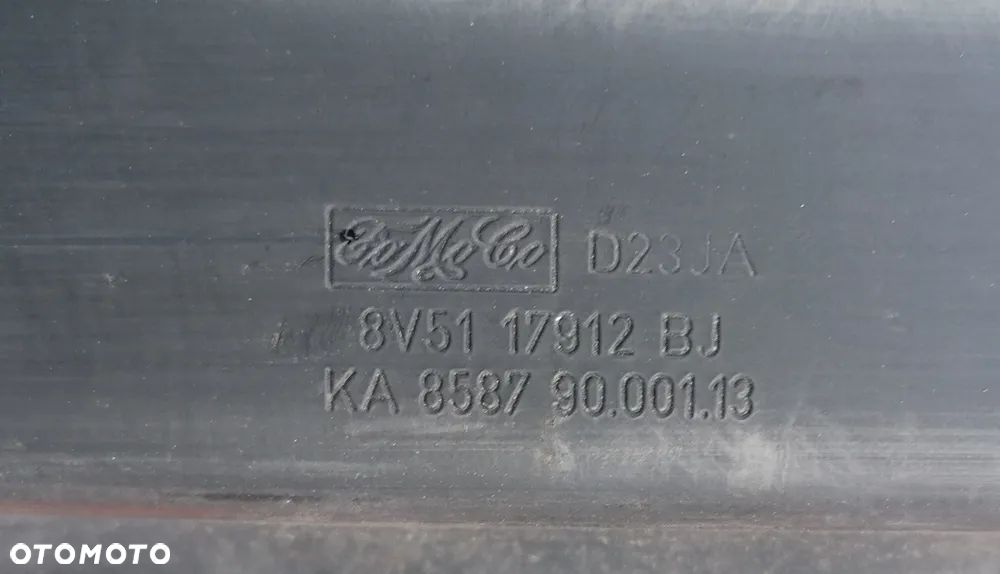 FoMoCo D23JA
8V51 17912 BJ
KA 8587 90.001.13
OTOMOTO